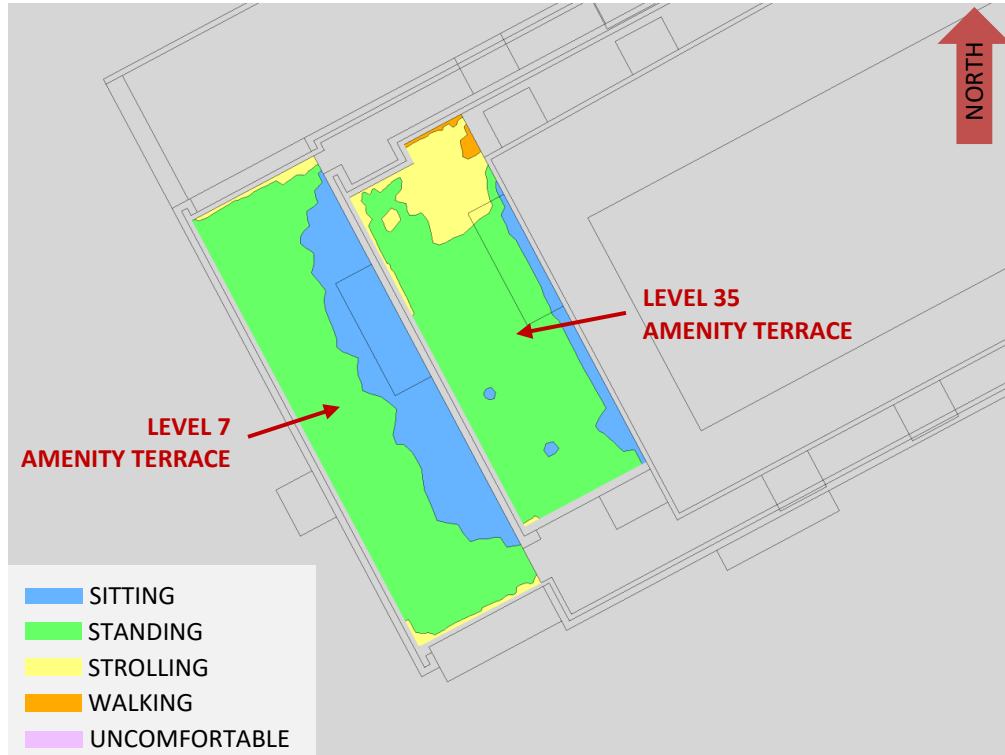 NORTH
LEVEL 35
AMENITY TERRACE
LEVEL 7
AMENITY TERRACE
SITTING
STANDING
STROLLING
WALKING
UNCOMFORTABLE